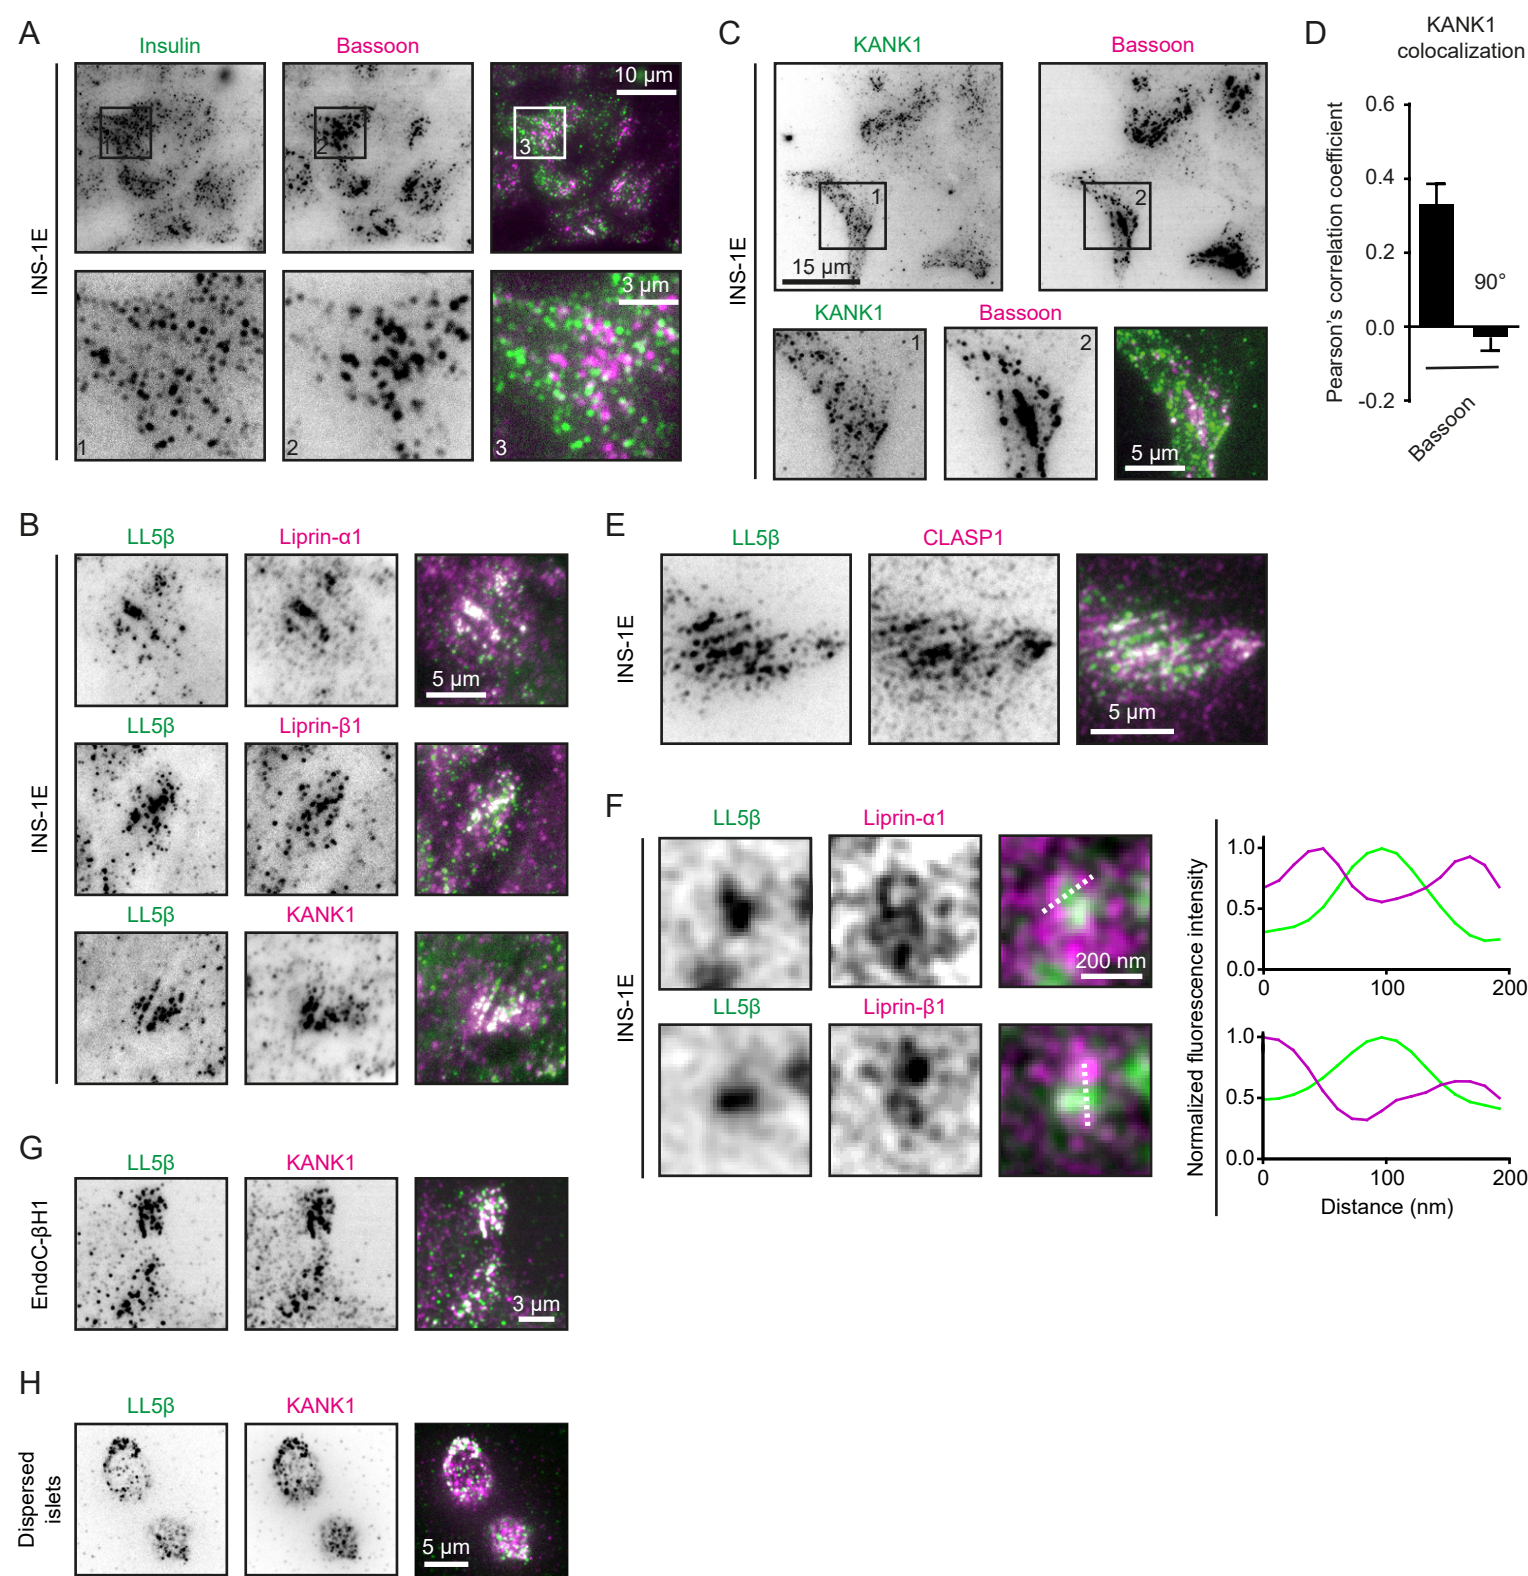 A
Insulin
Bassoon
INS-1E
10 µm
1
2
3
3 µm
1
2
3
C
KANK1
Bassoon
INS-1E
1
2
15 µm
KANK1
Bassoon
1
2
5 µm
D
KANK1
colocalization
Pearson's correlation coefficient
0.6
0.4
0.2
0.0
-0.2
90°
Bassoon
B
LL5β
Liprin-α1
INS-1E
5 µm
LL5β
Liprin-β1
LL5β
KANK1
E
LL5β
CLASP1
INS-1E
5 µm
F
LL5β
Liprin-α1
INS-1E
200 nm
LL5β
Liprin-β1
Normalized fluorescence intensity
1.0
0.5
0.0
0
100
200
1.0
0.5
0.0
0
100
200
Distance (nm)
G
LL5β
KANK1
EndoC-βH1
3 µm
H
LL5β
KANK1
Dispersed
islets
5 µm